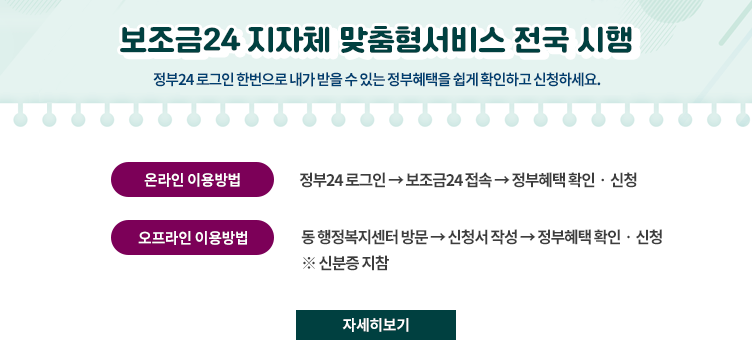 보조금24 지자체 맞춤형서비스 전국 시행
정부24 로그인 한번으로 내가 받을 수 있는 정부혜택을 쉽게 확인하고 신청하세요.
온라인 이용방법 정부24 로그인 → 보조금24 접속 → 정부혜택 확인 · 신청
오프라인 이용방법 동 행정복지센터 방문 → 신청서 작성 → 정부혜택 확인 · 신청
※ 신분증 지참
자세히보기